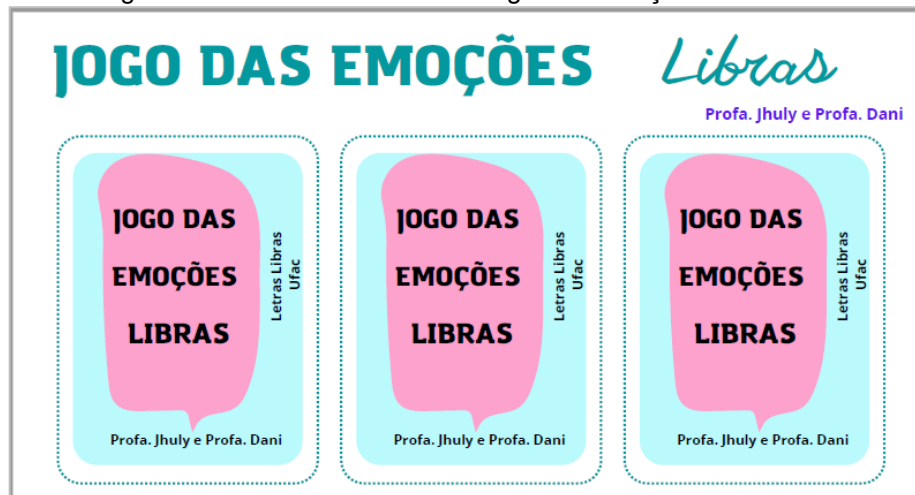 JOGO DAS EMOÇÕES Libras
Profa. Jhuly e Profa. Dani
JOGO DAS
EMOÇÕES
LIBRAS
Letras Libras
Ufac
Profa. Jhuly e Profa. Dani
JOGO DAS
EMOÇÕES
LIBRAS
Letras Libras
Ufac
Profa. Jhuly e Profa. Dani
JOGO DAS
EMOÇÕES
LIBRAS
Letras Libras
Ufac
Profa. Jhuly e Profa. Dani